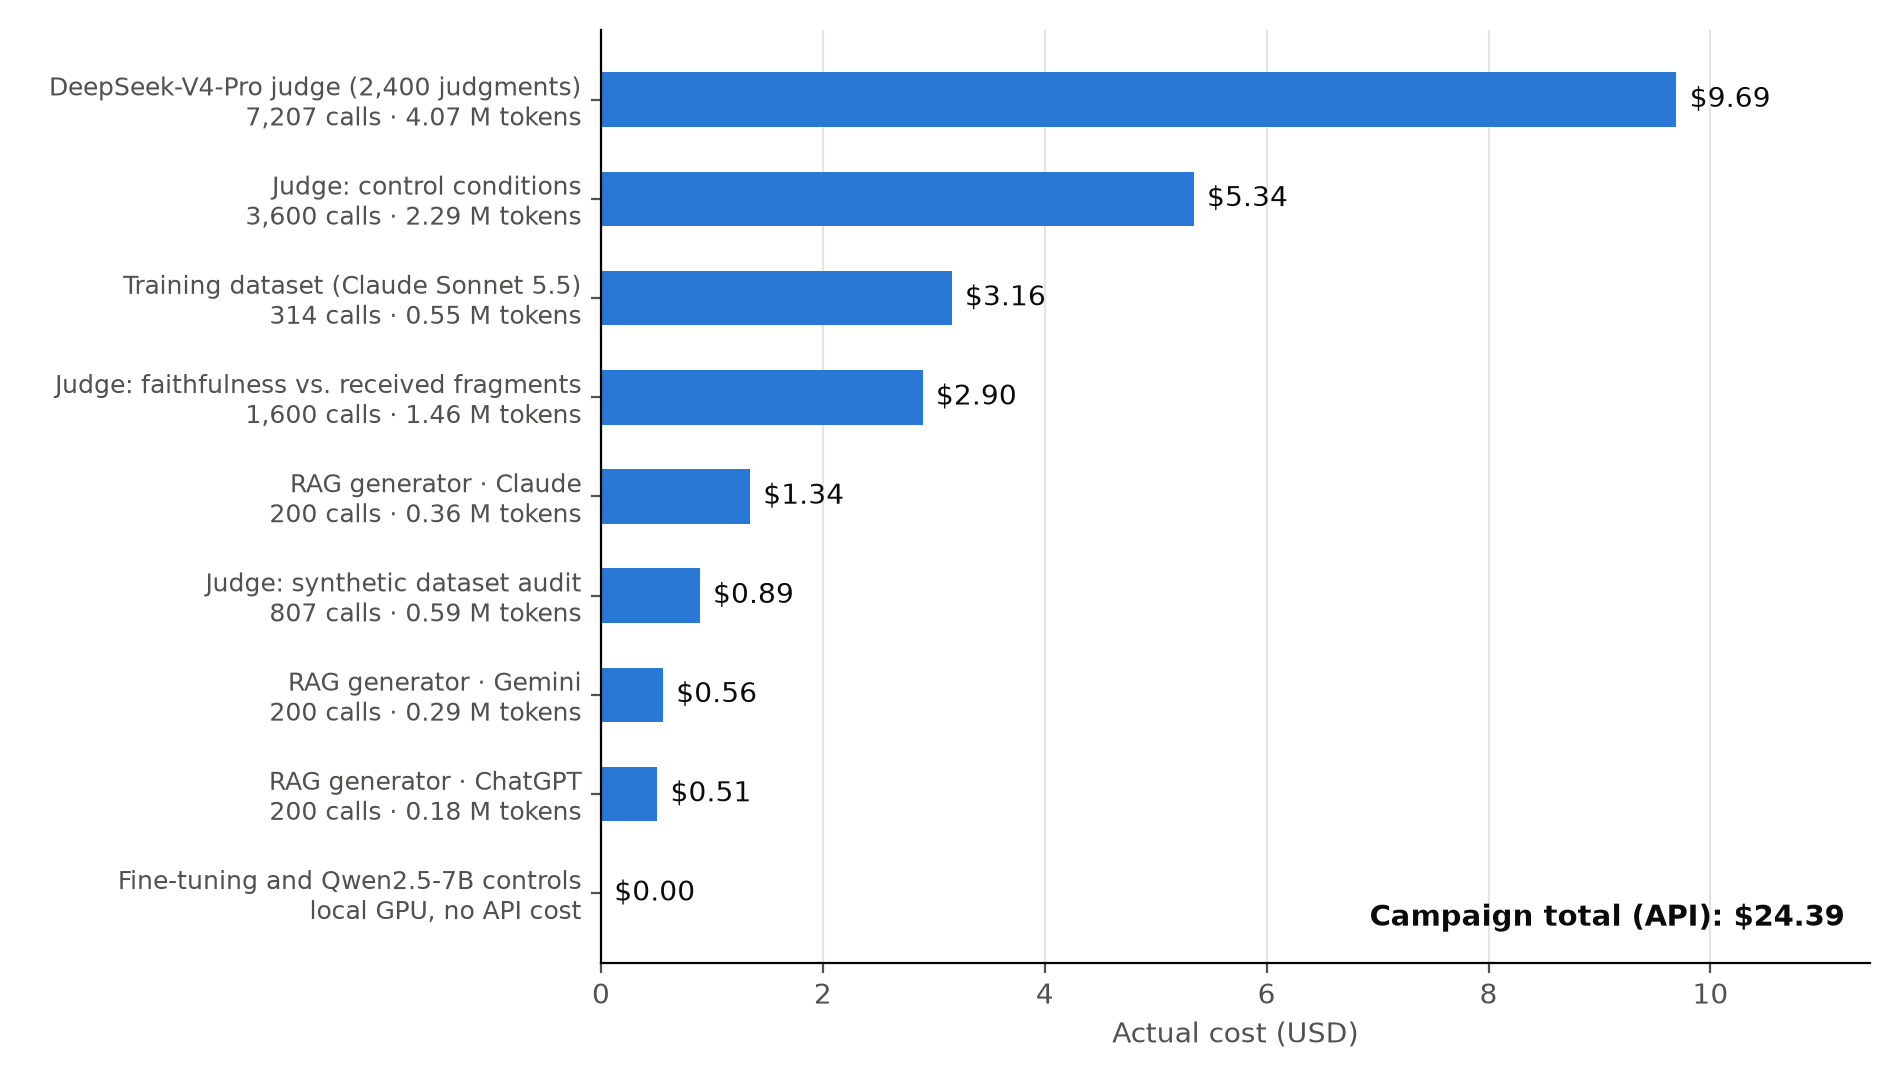 DeepSeek-V4-Pro judge (2,400 judgments)
7,207 calls · 4.07 M tokens
$9.69
Judge: control conditions
3,600 calls · 2.29 M tokens
$5.34
Training dataset (Claude Sonnet 5.5)
314 calls · 0.55 M tokens
$3.16
Judge: faithfulness vs. received fragments
1,600 calls · 1.46 M tokens
$2.90
RAG generator · Claude
200 calls · 0.36 M tokens
$1.34
Judge: synthetic dataset audit
807 calls · 0.59 M tokens
$0.89
RAG generator · Gemini
200 calls · 0.29 M tokens
$0.56
RAG generator · ChatGPT
200 calls · 0.18 M tokens
$0.51
Fine-tuning and Qwen2.5-7B controls
local GPU, no API cost
$0.00
Campaign total (API): $24.39
0 2 4 6 8 10
Actual cost (USD)